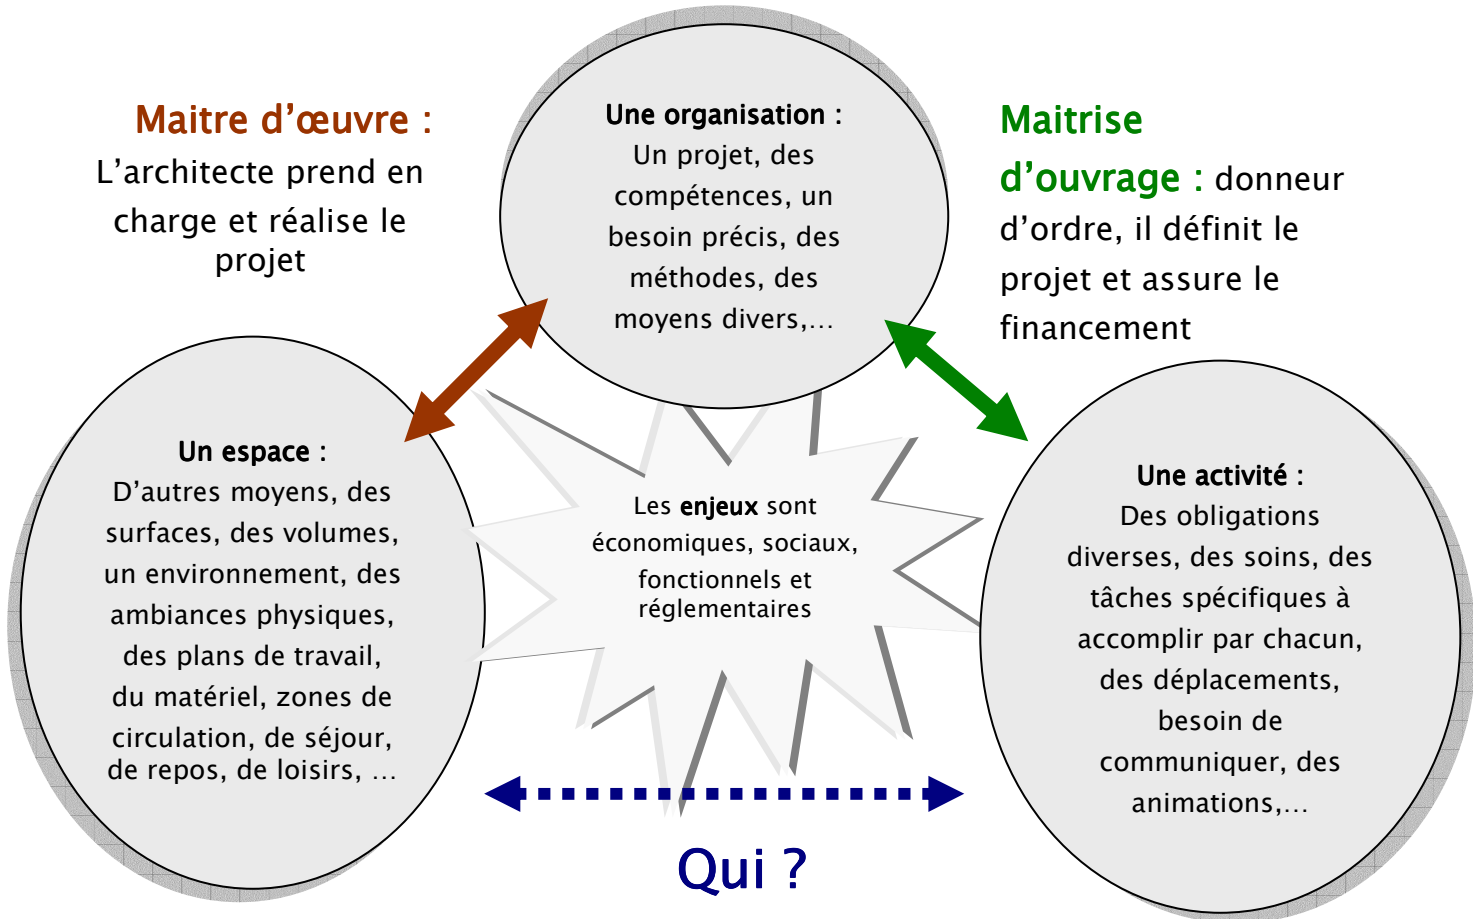 Maitre d'œuvre :
L'architecte prend en
charge et réalise le
projet
Une organisation :
Un projet, des
compétences, un
besoin précis, des
méthodes, des
moyens divers,…
Maitrise
d'ouvrage : donneur
d'ordre, il définit le
projet et assure le
financement
Un espace :
D'autres moyens, des
surfaces, des volumes,
un environnement, des
ambiances physiques,
des plans de travail,
du matériel, zones de
circulation, de séjour,
de repos, de loisirs, …
Les enjeux sont
économiques, sociaux,
fonctionnels et
réglementaires
Une activité :
Des obligations
diverses, des soins, des
tâches spécifiques à
accomplir par chacun,
des déplacements,
besoin de
communiquer, des
animations,…
Qui ?